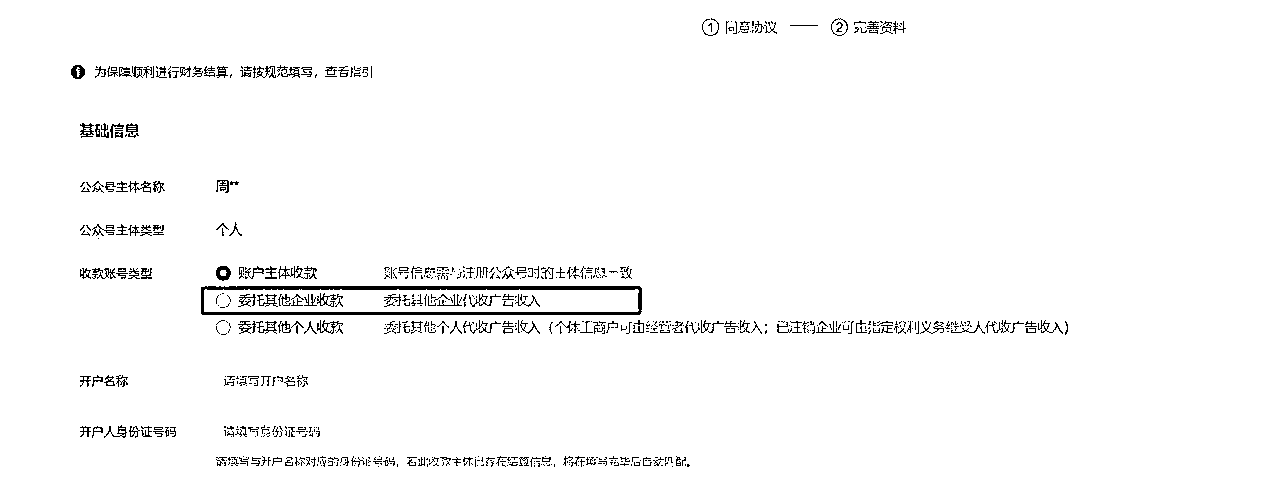 ① 同意协议 —— ② 完善资料
为保障顺利进行财务结算，请按规范填写，查看指引
基础信息
公众号主体名称 周**
公众号主体类型 个人
收款账号类型 账户主体收款 账号信息需与注册公众号时的主体信息一致
委托其他企业收款 委托其他企业代收广告收入
委托其他个人收款 委托其他个人代收广告收入（个体工商户可由经营者代收广告收入；已注销企业可由指定权利义务继受人代收广告收入）
开户名称 请填写开户名称
开户人身份证号码 请填写身份证号码
请填写与开户名称对应的身份证号码，若此收款主体已存在结算信息，将在填写完毕后自动匹配。